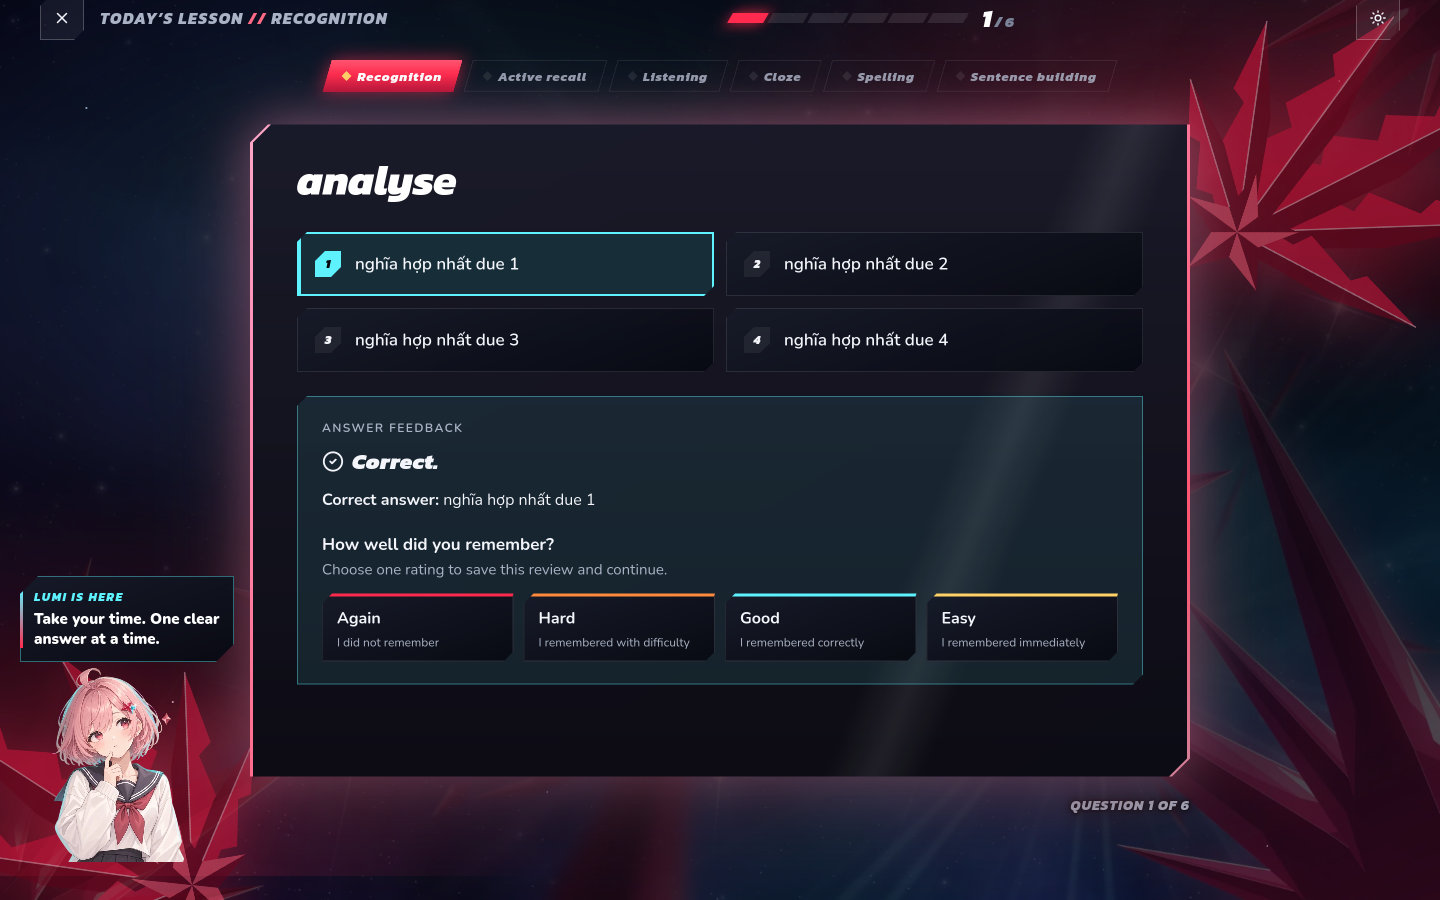 TODAY'S LESSON // RECOGNITION
1 / 6
Recognition
Active recall
Listening
Cloze
Spelling
Sentence building
analyse
1 nghĩa hợp nhất due 1
2 nghĩa hợp nhất due 2
3 nghĩa hợp nhất due 3
4 nghĩa hợp nhất due 4
ANSWER FEEDBACK
Correct.
Correct answer: nghĩa hợp nhất due 1
How well did you remember?
Choose one rating to save this review and continue.
Again
I did not remember
Hard
I remembered with difficulty
Good
I remembered correctly
Easy
I remembered immediately
LUMI IS HERE
Take your time. One clear
answer at a time.
QUESTION 1 OF 6